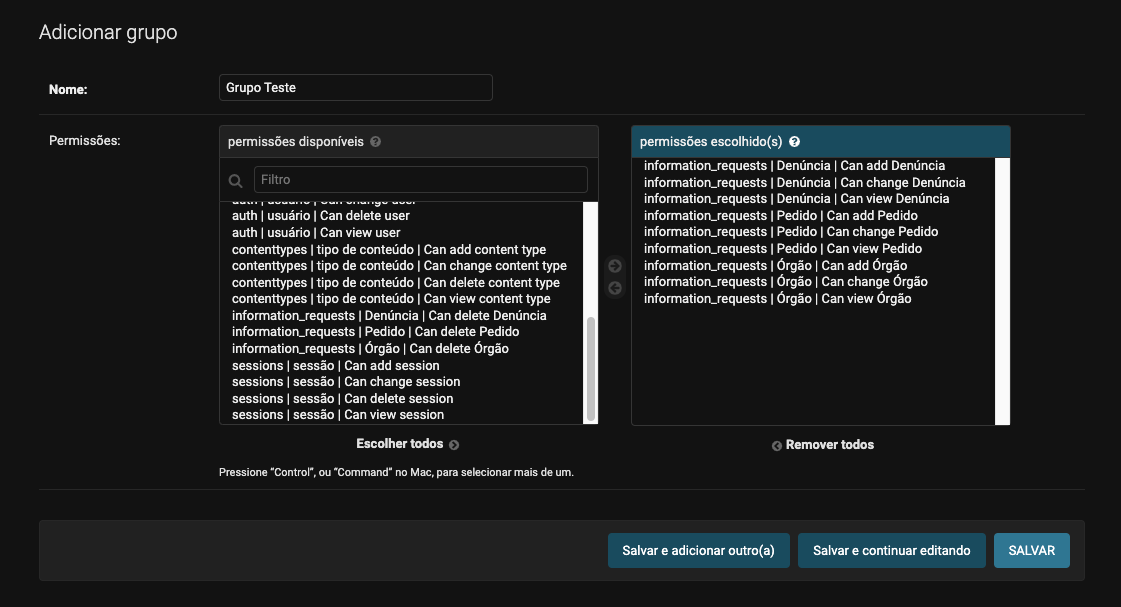 Adicionar grupo
Nome:
Grupo Teste
Permissões:
permissões disponíveis
Filtro
auth | usuário | Can change user
auth | usuário | Can delete user
auth | usuário | Can view user
contenttypes | tipo de conteúdo | Can add content type
contenttypes | tipo de conteúdo | Can change content type
contenttypes | tipo de conteúdo | Can delete content type
contenttypes | tipo de conteúdo | Can view content type
information_requests | Denúncia | Can delete Denúncia
information_requests | Pedido | Can delete Pedido
information_requests | Órgão | Can delete Órgão
sessions | sessão | Can add session
sessions | sessão | Can change session
sessions | sessão | Can delete session
sessions | sessão | Can view session
Escolher todos
permissões escolhido(s)
information_requests | Denúncia | Can add Denúncia
information_requests | Denúncia | Can change Denúncia
information_requests | Denúncia | Can view Denúncia
information_requests | Pedido | Can add Pedido
information_requests | Pedido | Can change Pedido
information_requests | Pedido | Can view Pedido
information_requests | Órgão | Can add Órgão
information_requests | Órgão | Can change Órgão
information_requests | Órgão | Can view Órgão
Remover todos
Pressione “Control”, ou “Command” no Mac, para selecionar mais de um.
Salvar e adicionar outro(a)
Salvar e continuar editando
SALVAR